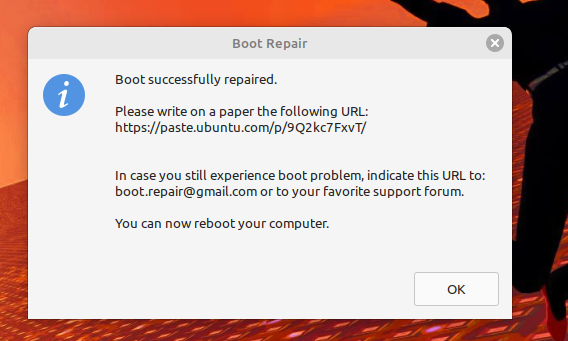 Boot Repair
Boot successfully repaired.
Please write on a paper the following URL:
https://paste.ubuntu.com/p/9Q2kc7FxvT/
In case you still experience boot problem, indicate this URL to:
boot.repair@gmail.com or to your favorite support forum.
You can now reboot your computer.
OK